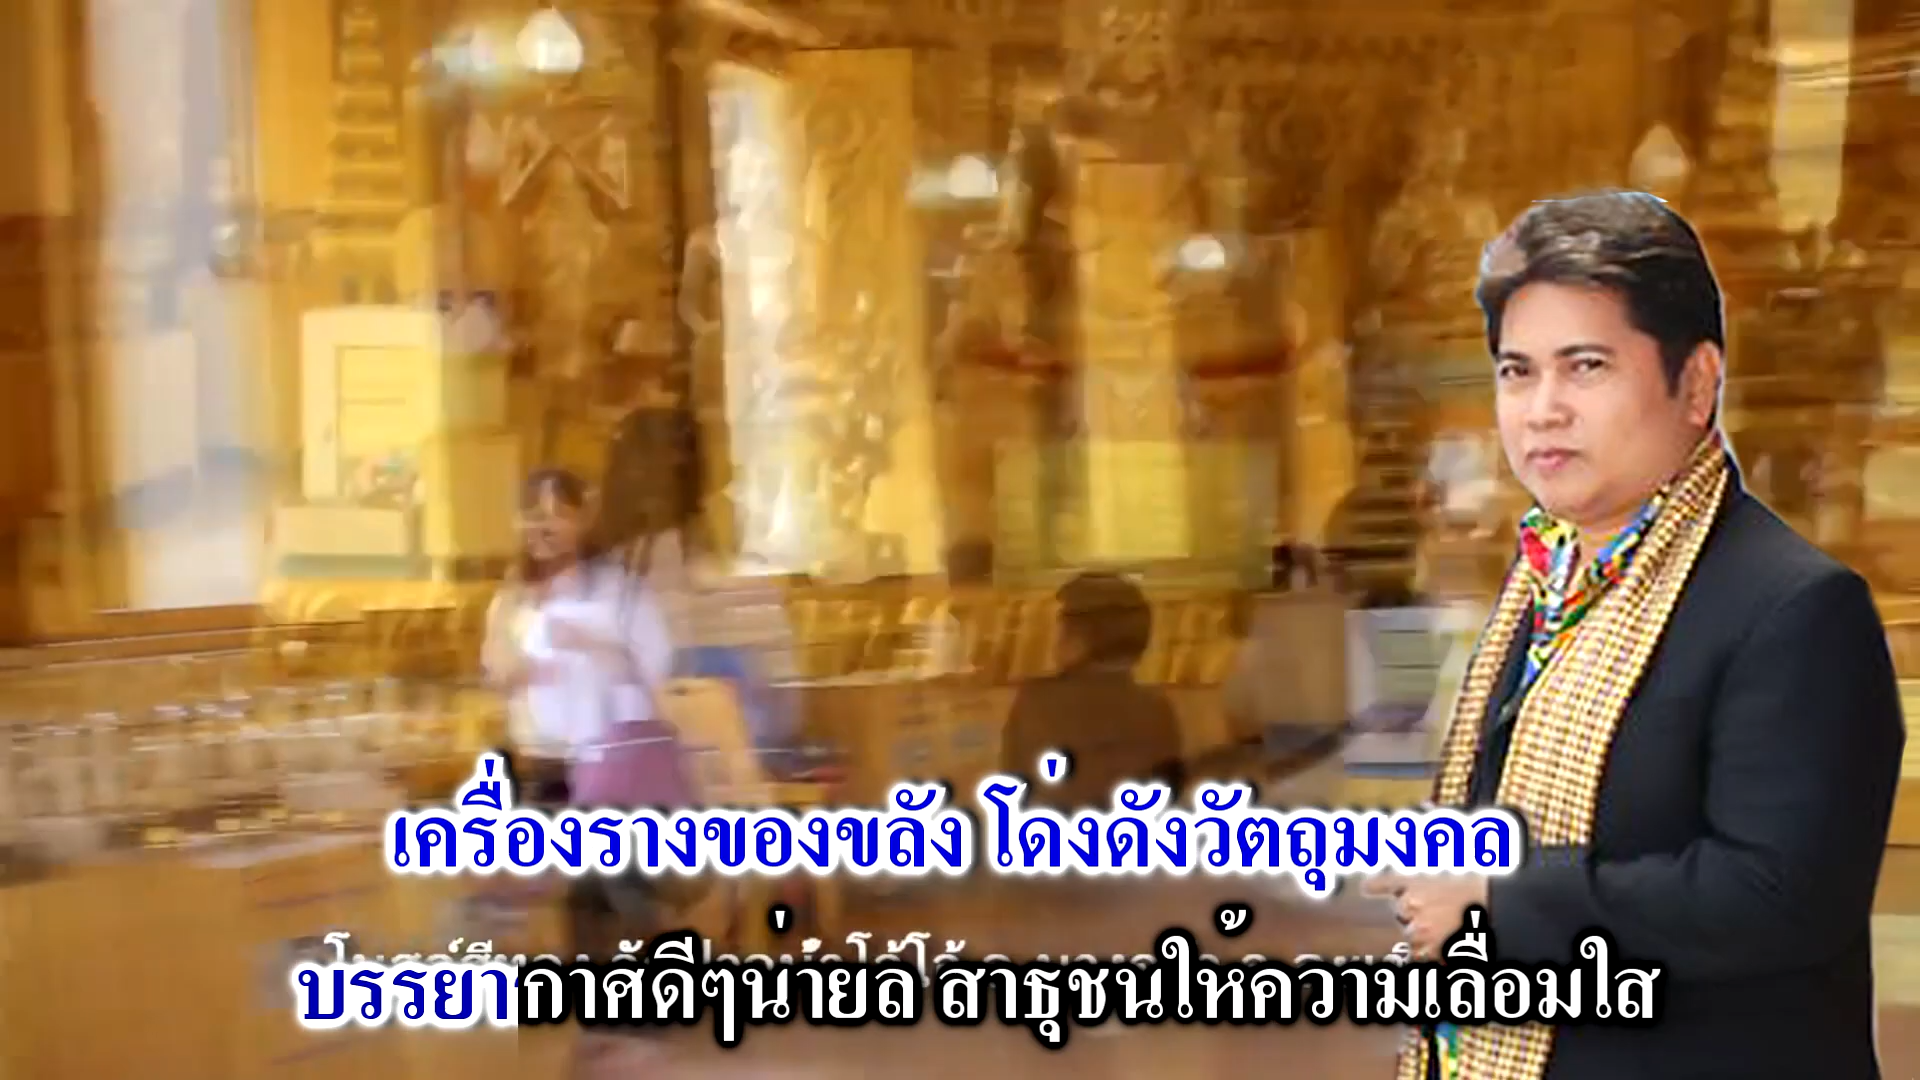 เครื่องรางของขลัง โด่งดังวัตถุมงคล
บรรยากาศดีๆน่ายล สาธุชนให้ความเลื่อมใส